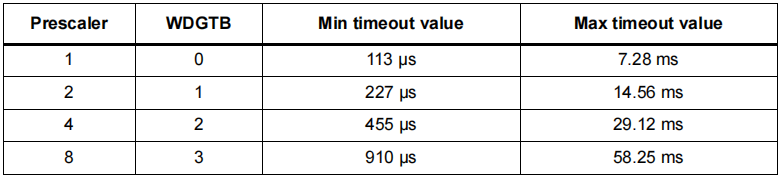 Prescaler WDGTB Min timeout value Max timeout value
1 0 113 µs 7.28 ms
2 1 227 µs 14.56 ms
4 2 455 µs 29.12 ms
8 3 910 µs 58.25 ms